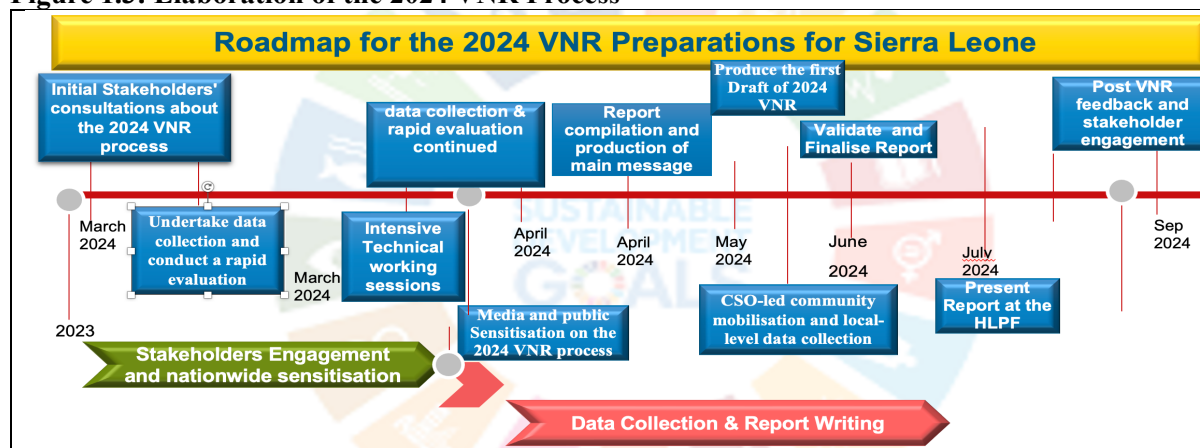 Figure 1.3: Elaboration of the 2024 VNR Process
Roadmap for the 2024 VNR Preparations for Sierra Leone
Initial Stakeholders'
consultations about
the 2024 VNR
process
data collection &
rapid evaluation
continued
Report
compilation and
production of
main message
Produce the first
Draft of 2024
VNR
Validate and
Finalise Report
Post VNR
feedback and
stakeholder
engagement
March
2024
Undertake data
collection and
conduct a rapid
evaluation
March
2024
Intensive
Technical
working
sessions
April
2024
April
2024
May
2024
June
2024
July
2024
Sep
2024
SUSTAINABLE
DEVELOPMENT
GOALS
2023
Media and public
Sensitisation on the
2024 VNR process
CSO-led community
mobilisation and local-
level data collection
Present
Report at the
HLPF
Stakeholders Engagement
and nationwide sensitisation
Data Collection & Report Writing